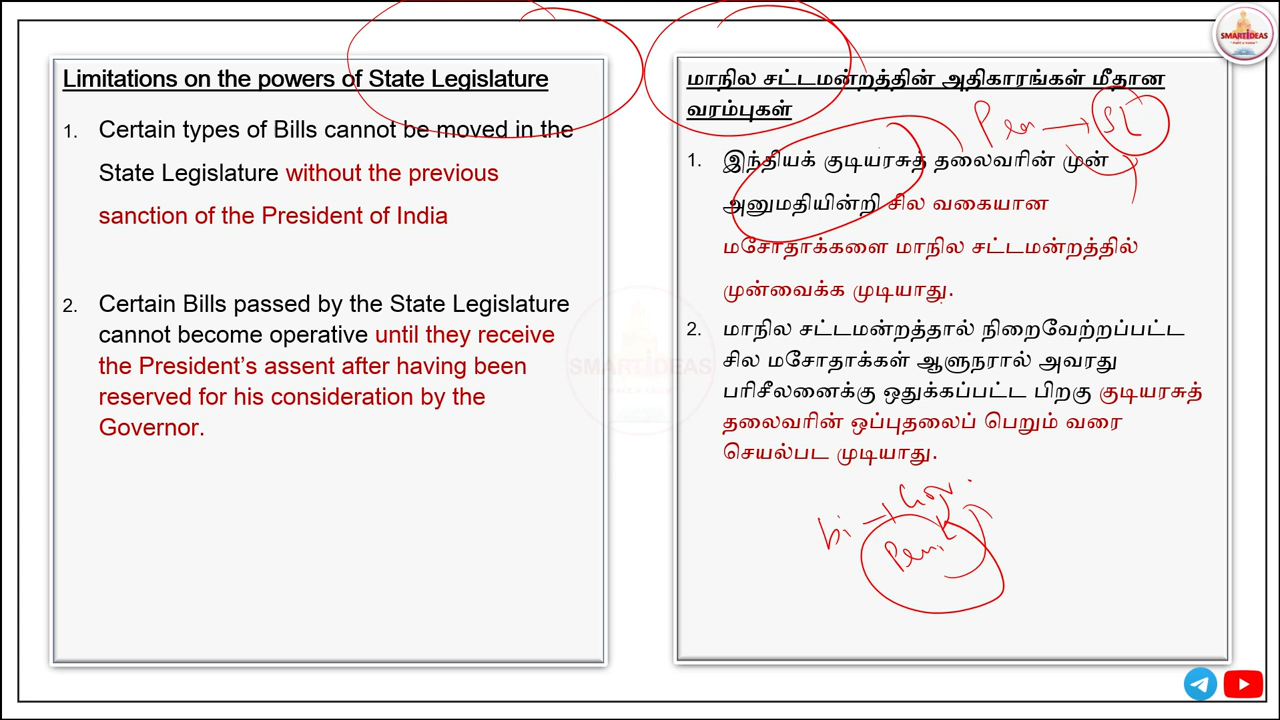 SMARTIDEAS
Limitations on the powers of State Legislature
1. Certain types of Bills cannot be moved in the
State Legislature without the previous
sanction of the President of India
2. Certain Bills passed by the State Legislature
cannot become operative until they receive
the President’s assent after having been
reserved for his consideration by the
Governor.
மாநில சட்டமன்றத்தின் அதிகாரங்கள் மீதான
வரம்புகள்
1. இந்தியக் குடியரசுத் தலைவரின் முன்
அனுமதியின்றி சில வகையான
மசோதாக்களை மாநில சட்டமன்றத்தில்
முன்வைக்க முடியாது.
2. மாநில சட்டமன்றத்தால் நிறைவேற்றப்பட்ட
சில மசோதாக்கள் ஆளுநரால் அவரது
பரிசீலனைக்கு ஒதுக்கப்பட்ட பிறகு குடியரசுத்
தலைவரின் ஒப்புதலைப் பெறும் வரை
செயல்பட முடியாது.
Gov.
SMARTIDEAS